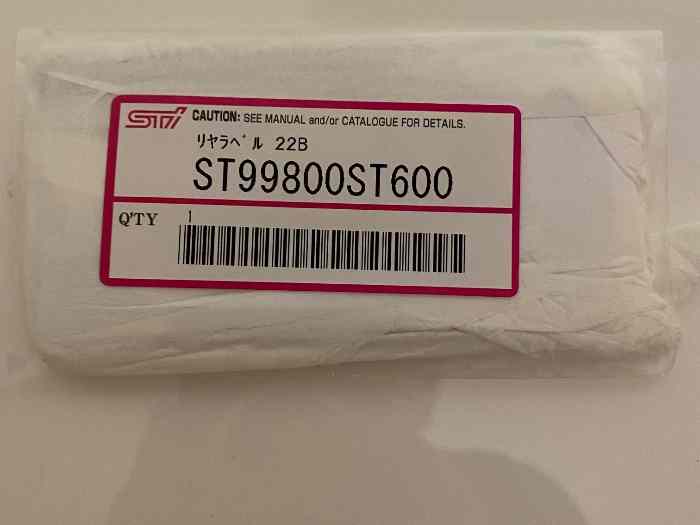 STi CAUTION: SEE MANUAL and/or CATALOGUE FOR DETAILS.
ﾘﾔﾗﾍﾞﾙ 22B
ST99800ST600
Q'TY 1